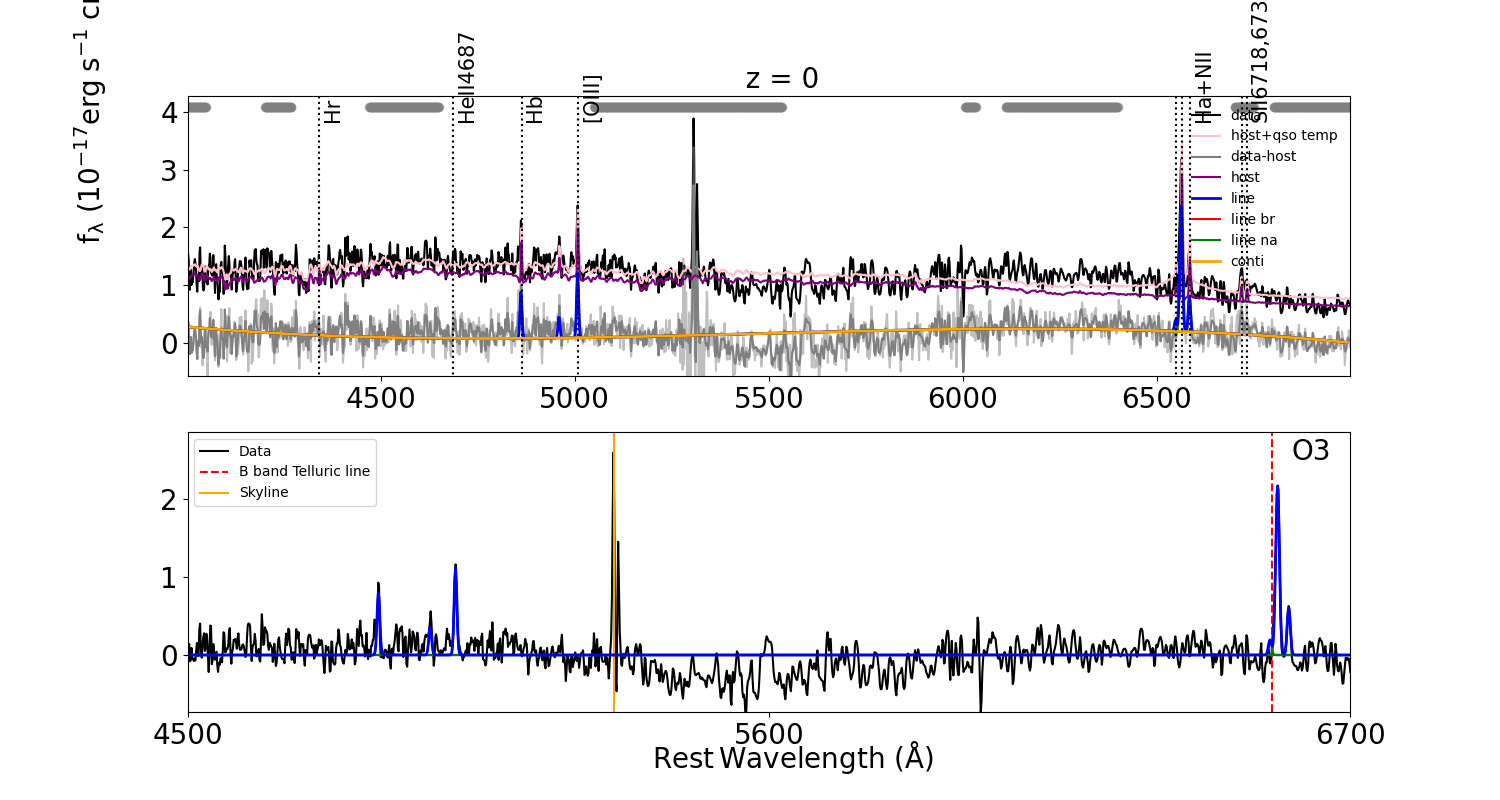 z = 0
f_λ (10^−17 erg s^−1
Hr
HeII4687
Hb
[OIII]
Ha+NII
SII6718,673
data
host+qso temp
data-host
host
line
line br
line na
conti
4
3
2
1
0
4500
5000
5500
6000
6500
Data
B band Telluric line
Skyline
O3
2
1
0
4500
5600
6700
Rest Wavelength (Å)